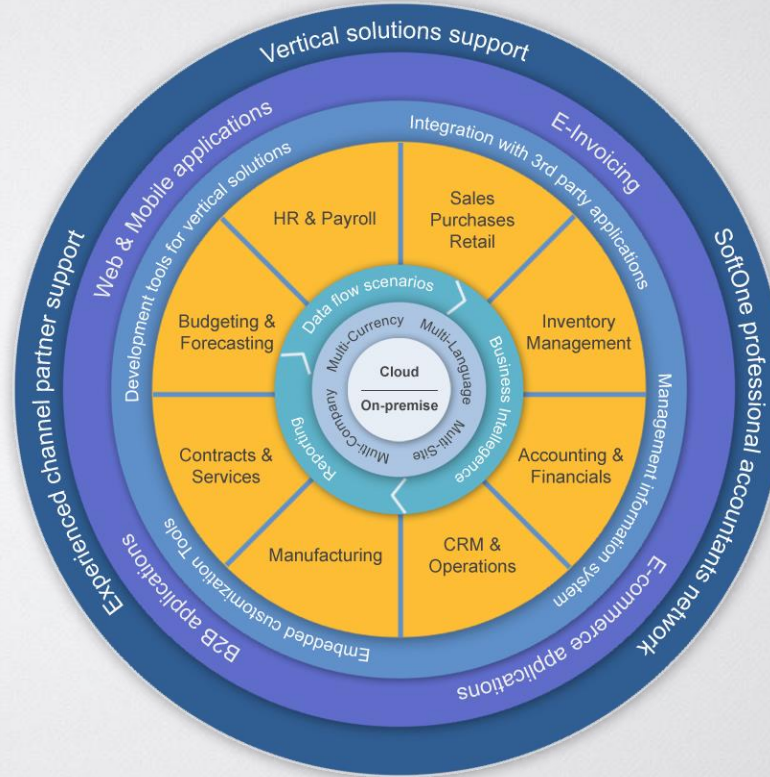 Vertical solutions support
SoftOne professional accountants network
Experienced channel partner support
Web & Mobile applications
E-Invoicing
E-commerce applications
B2B applications
Development tools for vertical solutions
Integration with 3rd party applications
Management information system
Embedded customization Tools
HR & Payroll
Sales
Purchases
Retail
Inventory
Management
Accounting &
Financials
CRM &
Operations
Manufacturing
Contracts &
Services
Budgeting &
Forecasting
Data flow scenarios
Business Intellegence
Reporting
Multi-Currency
Multi-Language
Multi-Site
Multi-Company
Cloud
On-premise